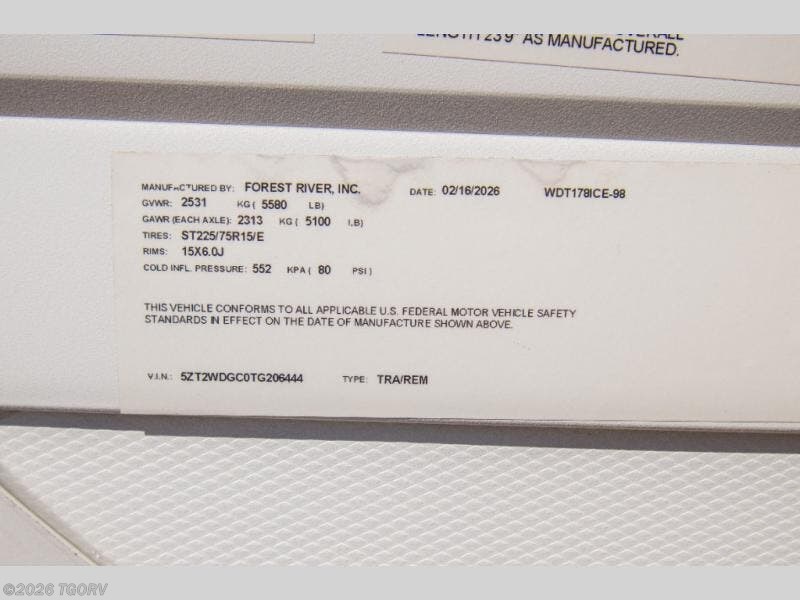 AS MANUFACTURED.
MANUFACTURED BY: FOREST RIVER, INC. DATE: 02/16/2026 WDT178ICE-98
GVWR: 2531 KG ( 5580 LB)
GAWR (EACH AXLE): 2313 KG ( 5100 LB)
TIRES: ST225/75R15/E
RIMS: 15X6.0J
COLD INFL. PRESSURE: 552 KPA ( 80 PSI )
THIS VEHICLE CONFORMS TO ALL APPLICABLE U.S. FEDERAL MOTOR VEHICLE SAFETY
STANDARDS IN EFFECT ON THE DATE OF MANUFACTURE SHOWN ABOVE.
V.I.N.: 5ZT2WDGC0TG206444 TYPE: TRA/REM
©2026 TGORV